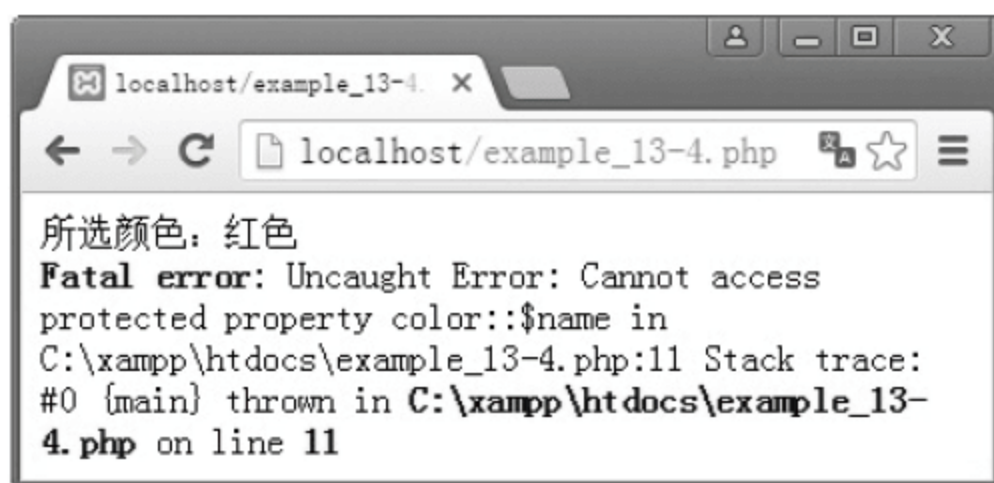 localhost/example_13-4.
localhost/example_13-4.php
所选颜色：红色
Fatal error: Uncaught Error: Cannot access
protected property color::$name in
C:\xampp\htdocs\example_13-4.php:11 Stack trace:
#0 {main} thrown in C:\xampp\htdocs\example_13-
4.php on line 11